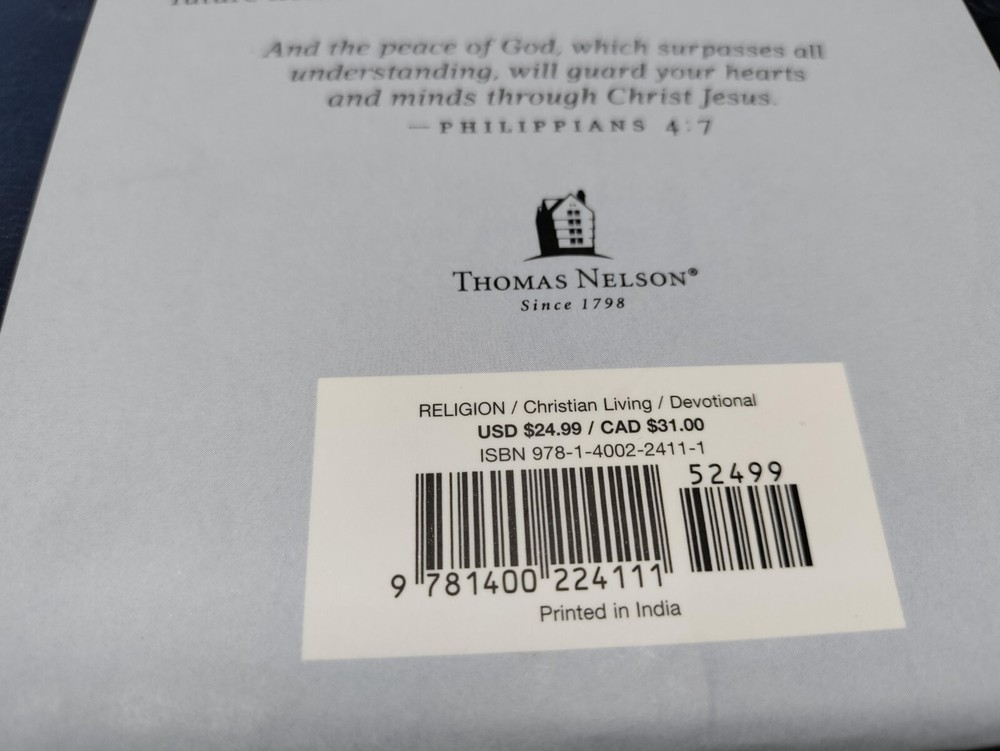 And the peace of God, which surpasses all
understanding, will guard your hearts
and minds through Christ Jesus.
— PHILIPPIANS 4:7
THOMAS NELSON®
Since 1798
RELIGION / Christian Living / Devotional
USD $24.99 / CAD $31.00
ISBN 978-1-4002-2411-1
52499
9 781400 224111
Printed in India